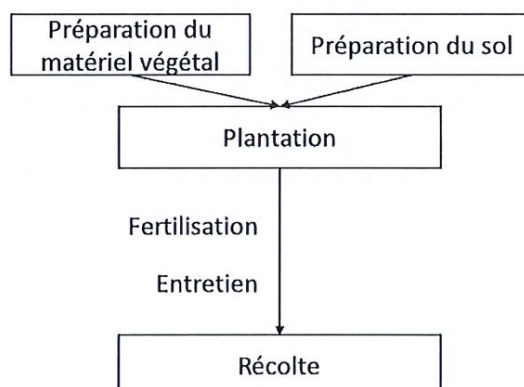 Préparation du
matériel végétal
Préparation du sol
Plantation
Fertilisation
Entretien
Récolte